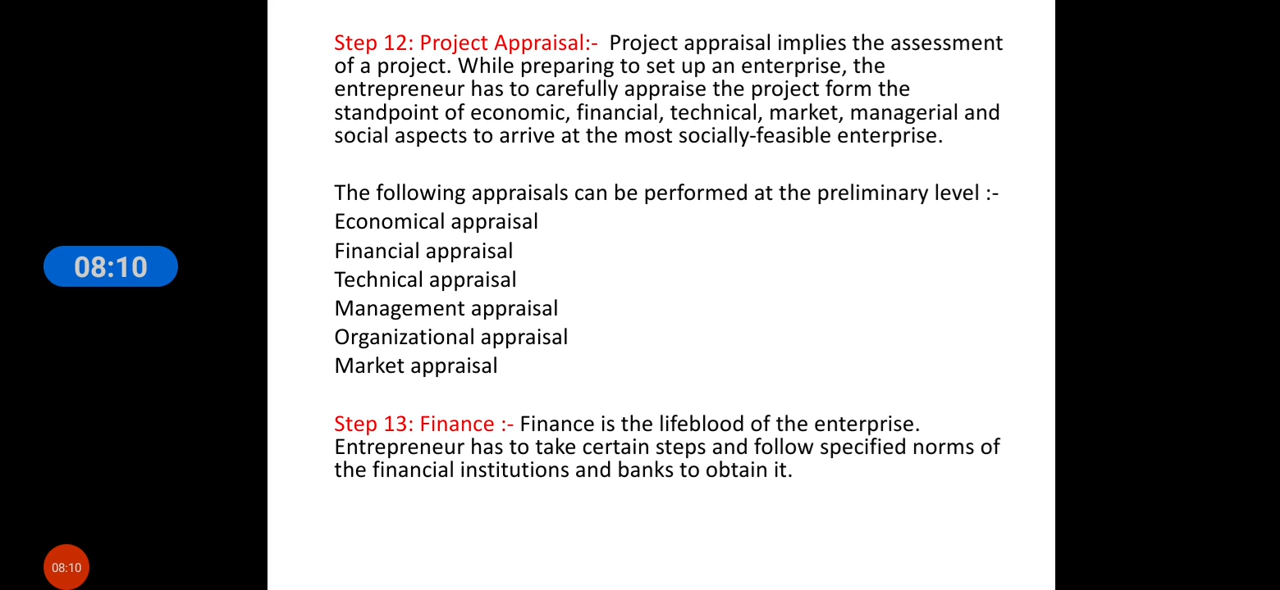 Step 12: Project Appraisal:- Project appraisal implies the assessment
of a project. While preparing to set up an enterprise, the
entrepreneur has to carefully appraise the project form the
standpoint of economic, financial, technical, market, managerial and
social aspects to arrive at the most socially-feasible enterprise.
The following appraisals can be performed at the preliminary level :-
Economical appraisal
Financial appraisal
Technical appraisal
Management appraisal
Organizational appraisal
Market appraisal
Step 13: Finance :- Finance is the lifeblood of the enterprise.
Entrepreneur has to take certain steps and follow specified norms of
the financial institutions and banks to obtain it.
08:10
08:10